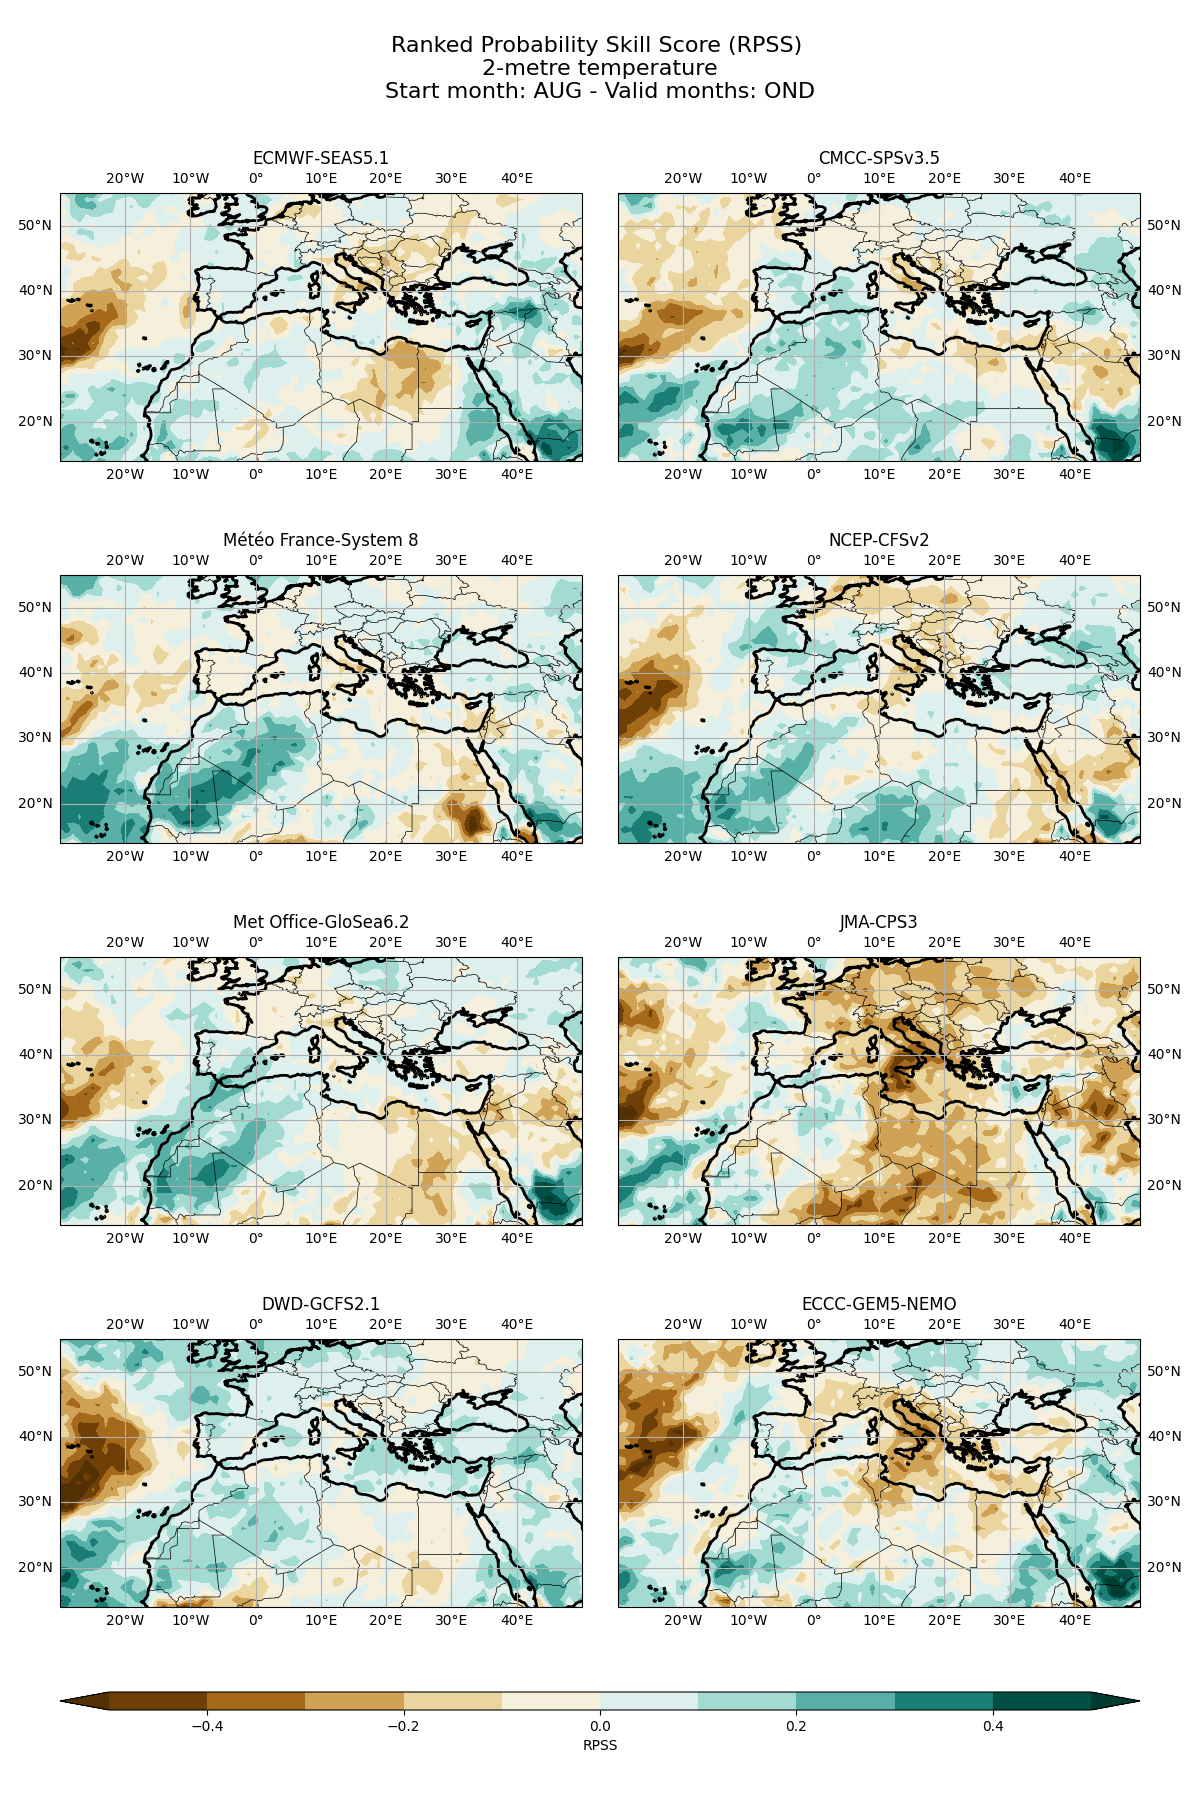 Ranked Probability Skill Score (RPSS)
2-metre temperature
Start month: AUG - Valid months: OND
ECMWF-SEAS5.1 CMCC-SPSv3.5
20°W 10°W 0° 10°E 20°E 30°E 40°E 20°W 10°W 0° 10°E 20°E 30°E 40°E
50°N 50°N
40°N 40°N
30°N 30°N
20°N 20°N
20°W 10°W 0° 10°E 20°E 30°E 40°E 20°W 10°W 0° 10°E 20°E 30°E 40°E
Météo France-System 8 NCEP-CFSv2
20°W 10°W 0° 10°E 20°E 30°E 40°E 20°W 10°W 0° 10°E 20°E 30°E 40°E
50°N 50°N
40°N 40°N
30°N 30°N
20°N 20°N
20°W 10°W 0° 10°E 20°E 30°E 40°E 20°W 10°W 0° 10°E 20°E 30°E 40°E
Met Office-GloSea6.2 JMA-CPS3
20°W 10°W 0° 10°E 20°E 30°E 40°E 20°W 10°W 0° 10°E 20°E 30°E 40°E
50°N 50°N
40°N 40°N
30°N 30°N
20°N 20°N
20°W 10°W 0° 10°E 20°E 30°E 40°E 20°W 10°W 0° 10°E 20°E 30°E 40°E
DWD-GCFS2.1 ECCC-GEM5-NEMO
20°W 10°W 0° 10°E 20°E 30°E 40°E 20°W 10°W 0° 10°E 20°E 30°E 40°E
50°N 50°N
40°N 40°N
30°N 30°N
20°N 20°N
20°W 10°W 0° 10°E 20°E 30°E 40°E 20°W 10°W 0° 10°E 20°E 30°E 40°E
−0.4 −0.2 0.0 0.2 0.4
RPSS